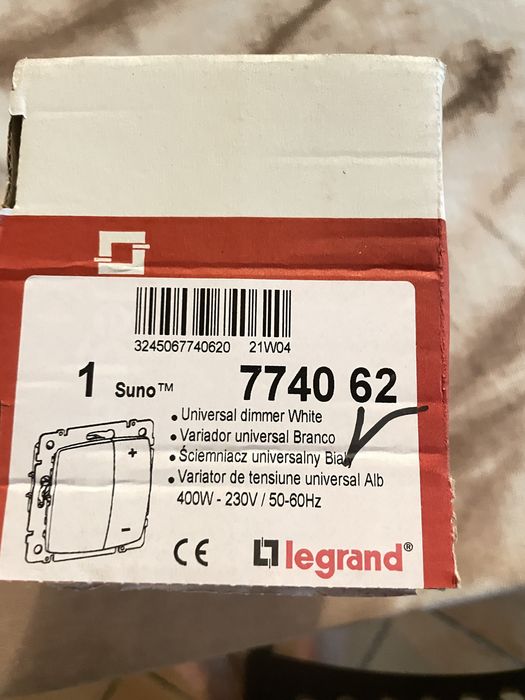 3245067740620 21W04
1 Suno™ 7740 62
• Universal dimmer White
• Variador universal Branco
• Ściemniacz universalny Biały
• Variator de tensiune universal Alb
400W - 230V / 50-60Hz
+
-
CE legrand®